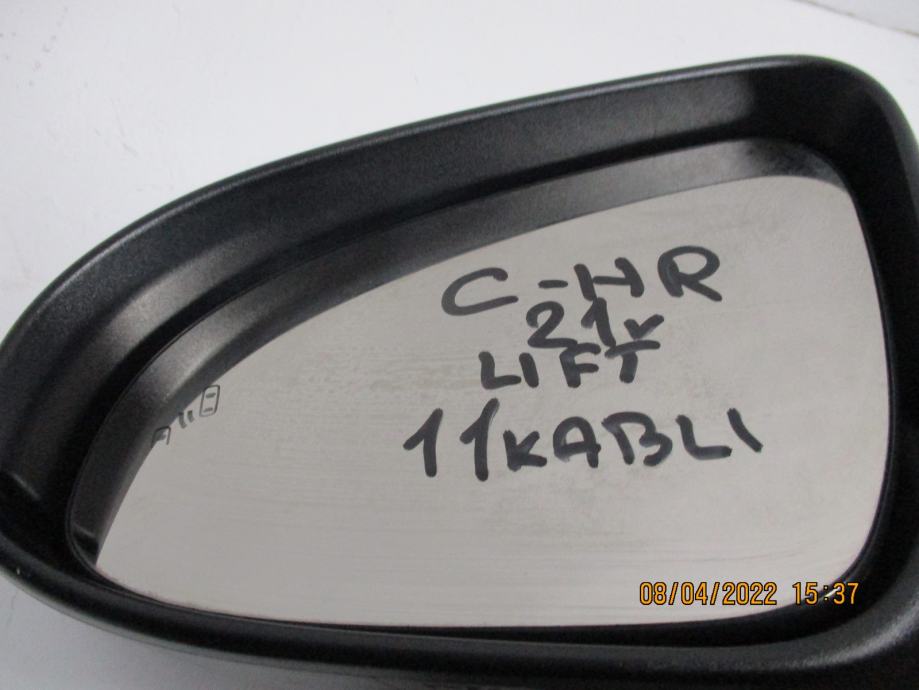 C-HR
21r
LIFT
11KABLI
08/04/2022 15:37